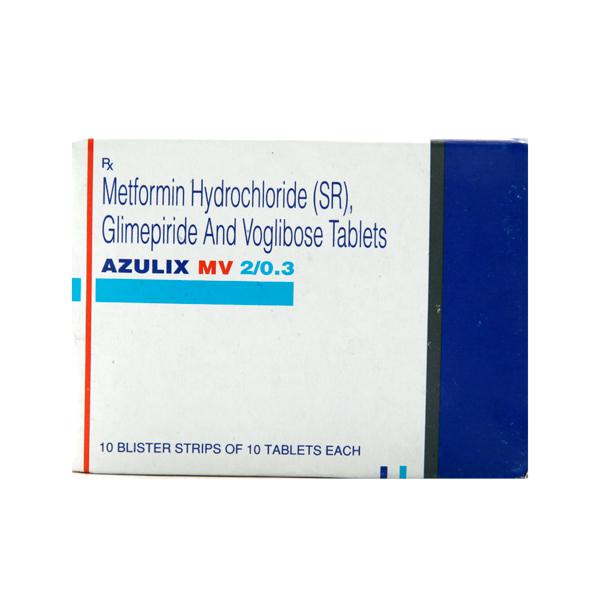 Rx
Metformin Hydrochloride (SR),
Glimepiride And Voglibose Tablets
AZULIX MV 2/0.3
10 BLISTER STRIPS OF 10 TABLETS EACH